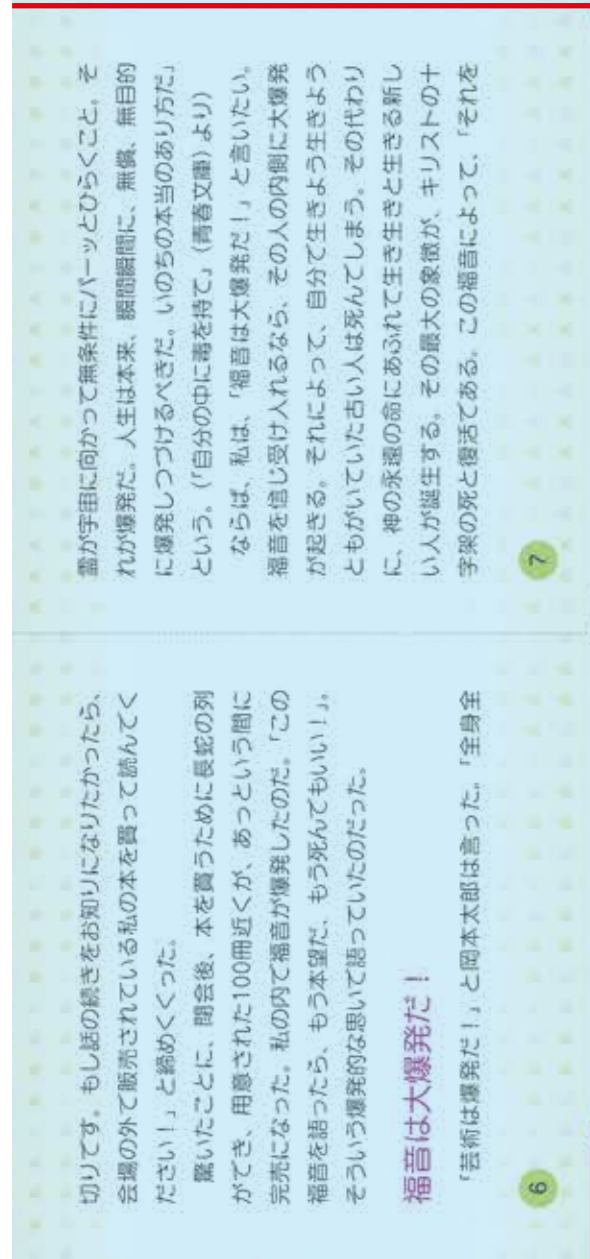 切りです。もし話の続きをお知りになりたかったら、
会場の外で販売されている私の本を買って読んでく
ださい！」と締めくくった。
驚いたことに、閉会後、本を買うために長蛇の列
ができ、用意された100冊近くが、あっという間に
完売になった。私の内で福音が爆発したのだ。「この
福音を語ったら、もう本望だ、もう死んでもいい！」。
そういう爆発的な思いで語っていたのだった。
福音は大爆発だ！
「芸術は爆発だ！」と岡本太郎は言った。「全身全
6
霊が宇宙に向かって無条件にパーッとひらくこと。そ
れが爆発だ。人生は本来、瞬間瞬間に、無償、無目的
に爆発しつづけるべきだ。いのちの本当のあり方だ」
という。（「自分の中に毒を持て」（青春文庫）より）
ならば、私は、「福音は大爆発だ！」と言いたい。
福音を信じ受け入れるなら、その人の内側に大爆発
が起きる。それによって、自分で生きよう生きよう
ともがいていた古い人は死んでしまう。その代わり
に、神の永遠の命にあふれて生き生きと生きる新し
い人が誕生する。その最大の象徴が、キリストの十
字架の死と復活である。この福音によって、「それを
7